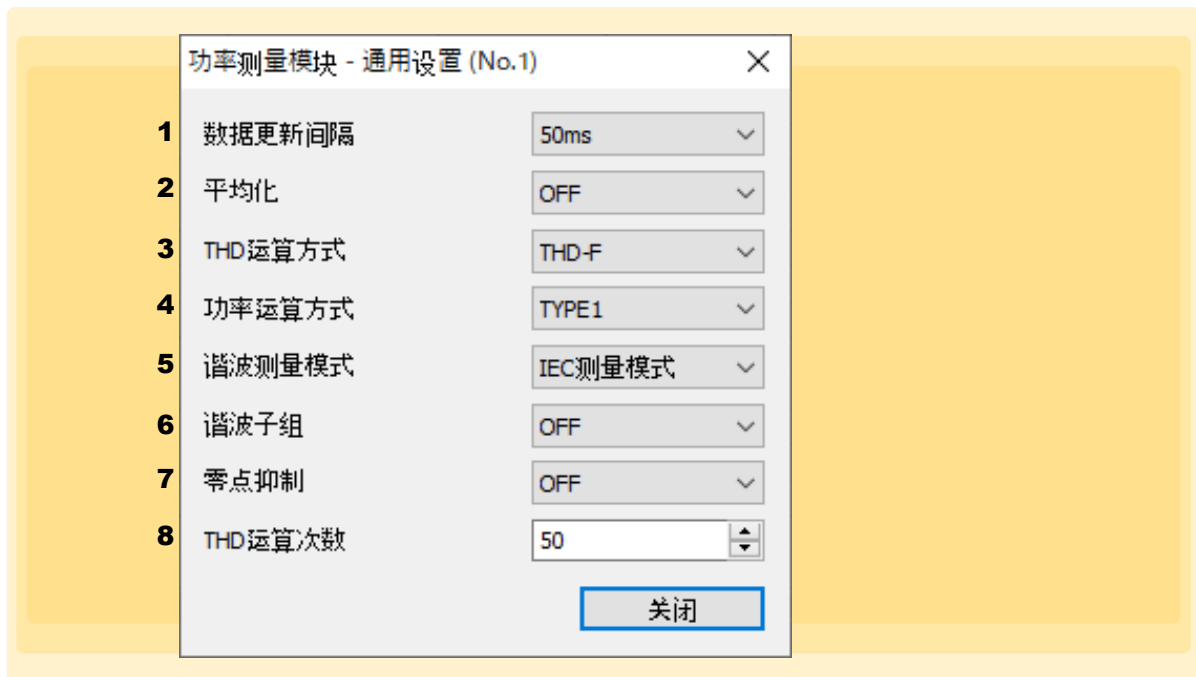 功率测量模块 - 通用设置 (No.1)
1 数据更新间隔 50ms
2 平均化 OFF
3 THD运算方式 THD-F
4 功率运算方式 TYPE1
5 谐波测量模式 IEC测量模式
6 谐波子组 OFF
7 零点抑制 OFF
8 THD运算次数 50
关闭